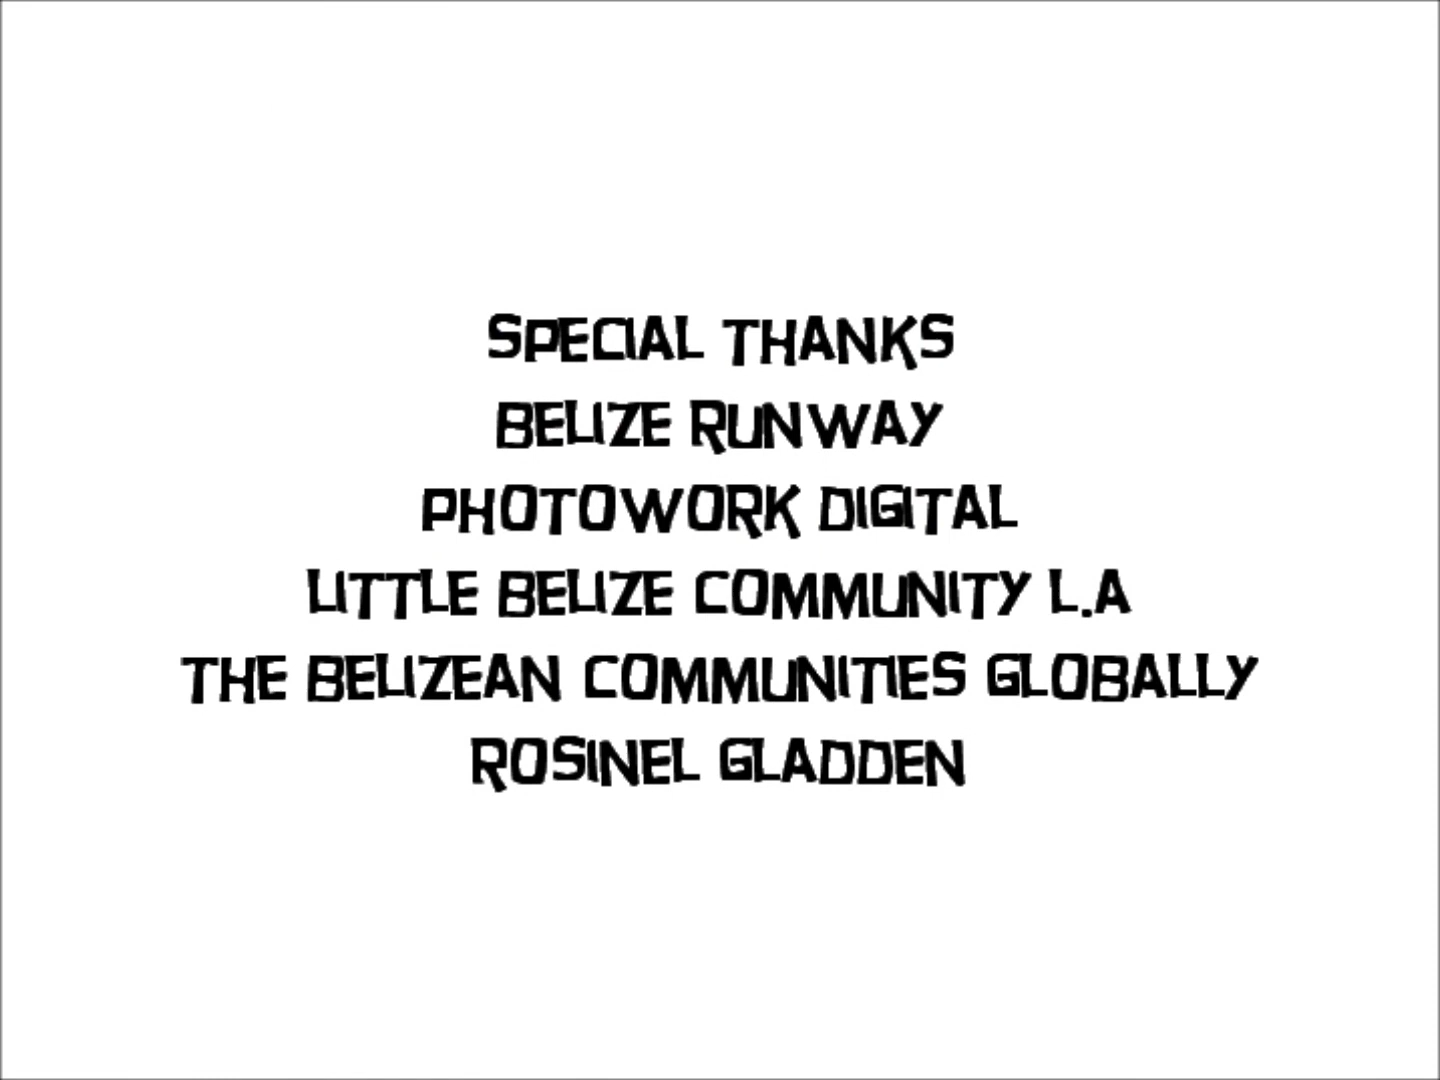 SPECIAL THANKS
BELIZE RUNWAY
PHOTOWORK DIGITAL
LITTLE BELIZE COMMUNITY L.A
THE BELIZEAN COMMUNITIES GLOBALLY
ROSINEL GLADDEN